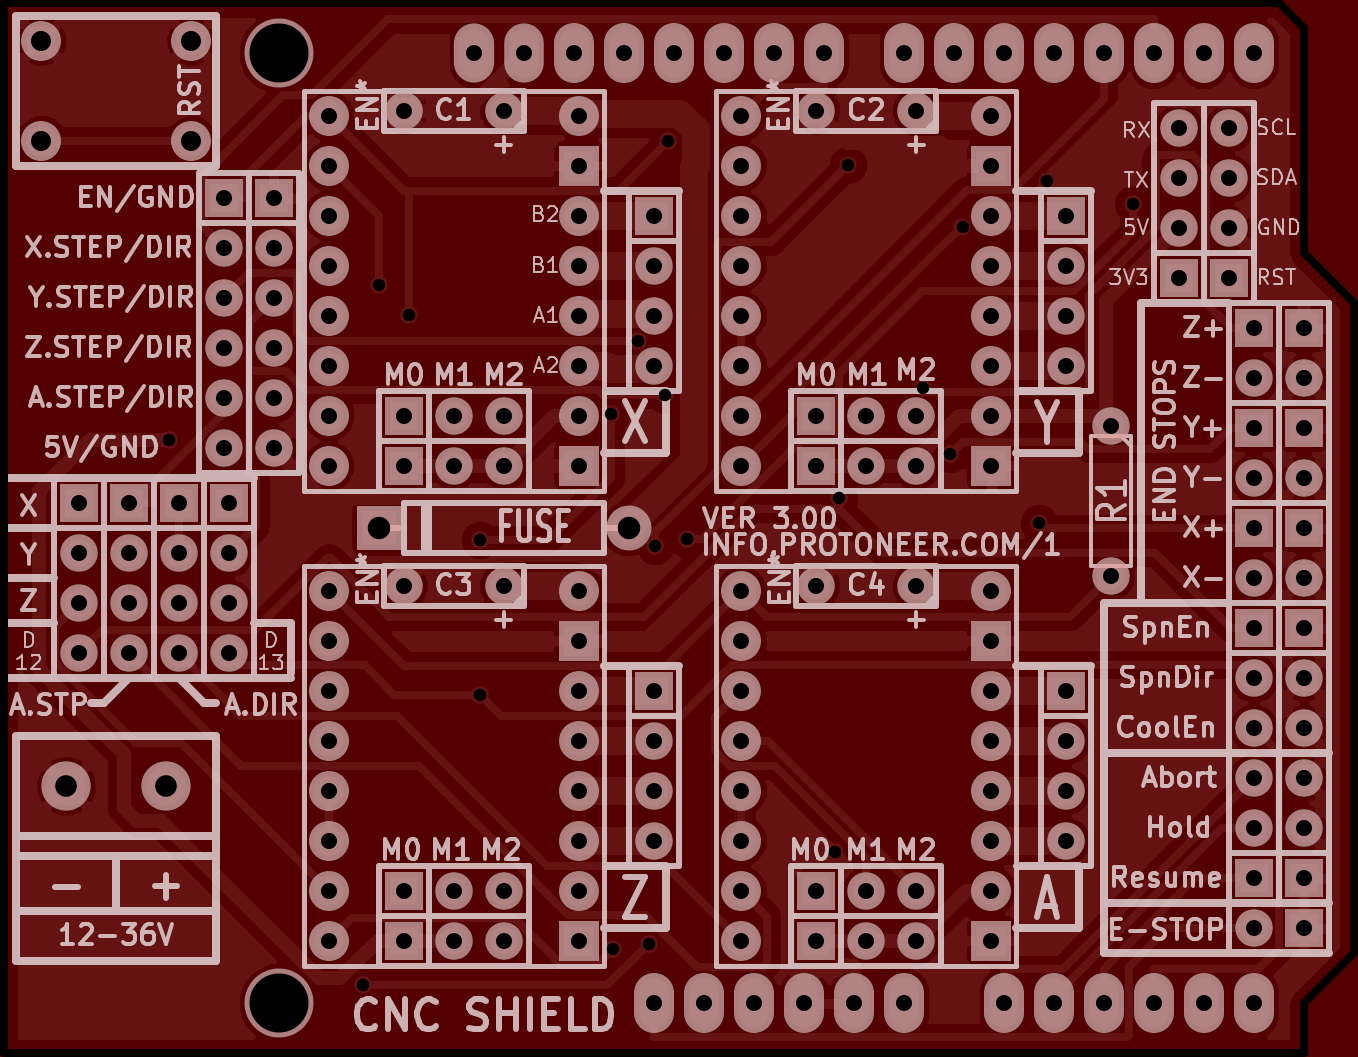 RST
EN*
C1
+
EN*
C2
+
RX
SCL
TX
SDA
5V
GND
3V3
RST
EN/GND
X.STEP/DIR
Y.STEP/DIR
Z.STEP/DIR
A.STEP/DIR
5V/GND
B2
B1
A1
A2
M0 M1 M2
X
M0 M1 M2
Y
END STOPS
Z+
Z-
Y+
Y-
X+
X-
R1
X
Y
Z
D
12
D
13
A.STP
A.DIR
FUSE
VER 3.00
INFO.PROTONEER.COM/1
EN*
C3
+
EN*
C4
+
SpnEn
SpnDir
CoolEn
Abort
Hold
Resume
E-STOP
- +
12-36V
M0 M1 M2
Z
M0 M1 M2
A
CNC SHIELD